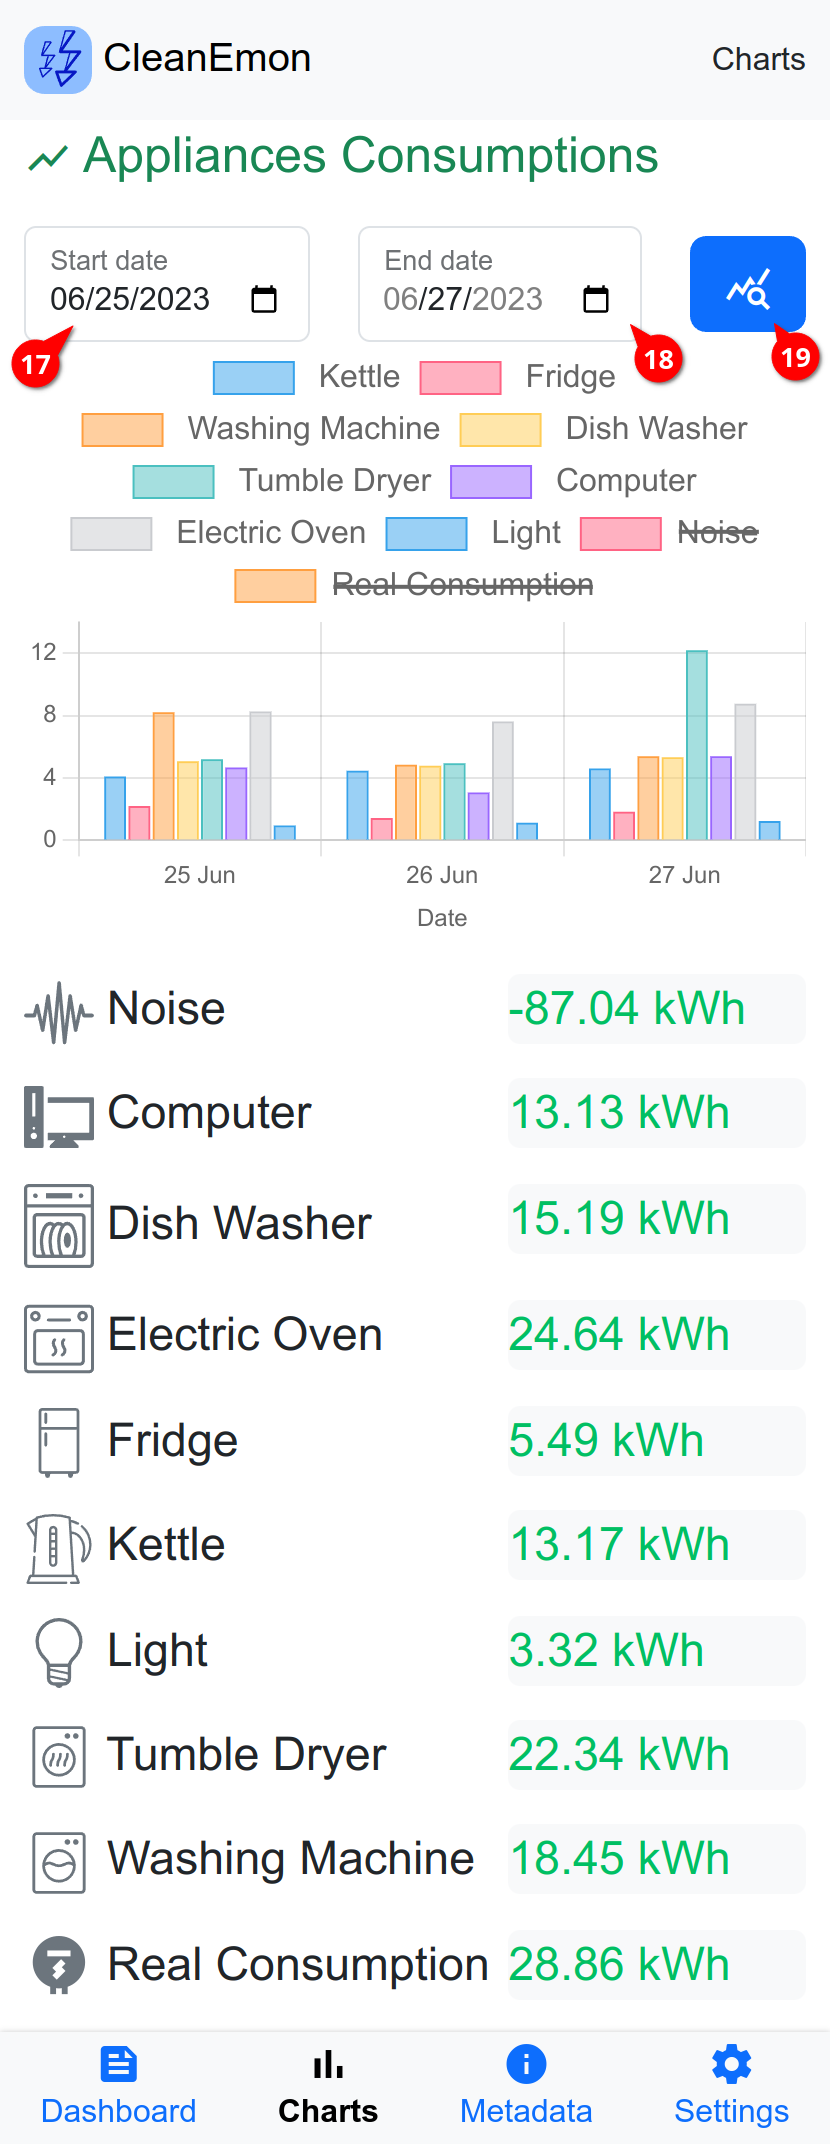 CleanEmon
Charts
Appliances Consumptions
Start date
06/25/2023
End date
06/27/2023
17
18
19
Kettle
Fridge
Washing Machine
Dish Washer
Tumble Dryer
Computer
Electric Oven
Light
Noise
Real Consumption
12
8
4
0
25 Jun
26 Jun
27 Jun
Date
Noise
-87.04 kWh
Computer
13.13 kWh
Dish Washer
15.19 kWh
Electric Oven
24.64 kWh
Fridge
5.49 kWh
Kettle
13.17 kWh
Light
3.32 kWh
Tumble Dryer
22.34 kWh
Washing Machine
18.45 kWh
Real Consumption
28.86 kWh
Dashboard
Charts
Metadata
Settings